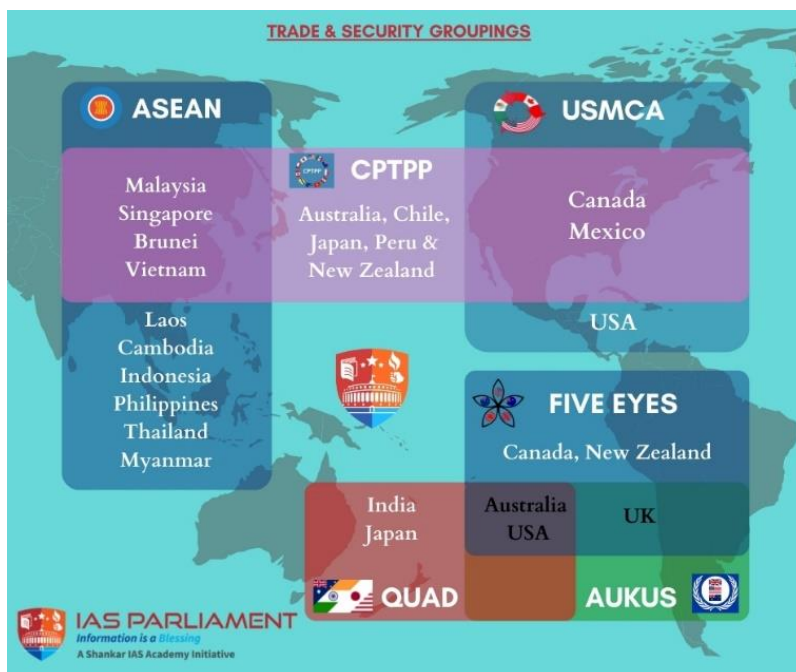 TRADE & SECURITY GROUPINGS
ASEAN
USMCA
CPTPP
CPTPP
Malaysia
Singapore
Brunei
Vietnam
Australia, Chile,
Japan, Peru &
New Zealand
Canada
Mexico
Laos
Cambodia
Indonesia
Philippines
Thailand
Myanmar
USA
FIVE EYES
Canada, New Zealand
India
Japan
Australia
USA
UK
QUAD
AUKUS
IAS PARLIAMENT
Information is a Blessing
A Shankar IAS Academy Initiative